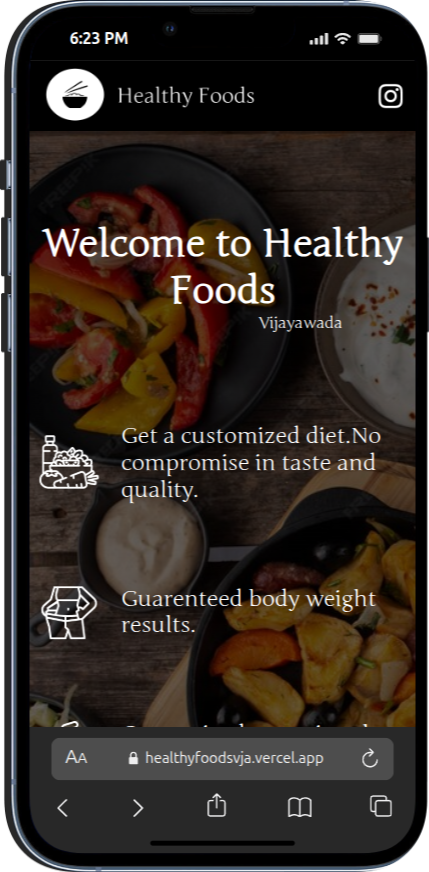 6:23 PM
Healthy Foods
Welcome to Healthy
Foods
Vijayawada
Get a customized diet.No
compromise in taste and
quality.
Guarenteed body weight
results.
AA
healthyfoodsvja.vercel.app